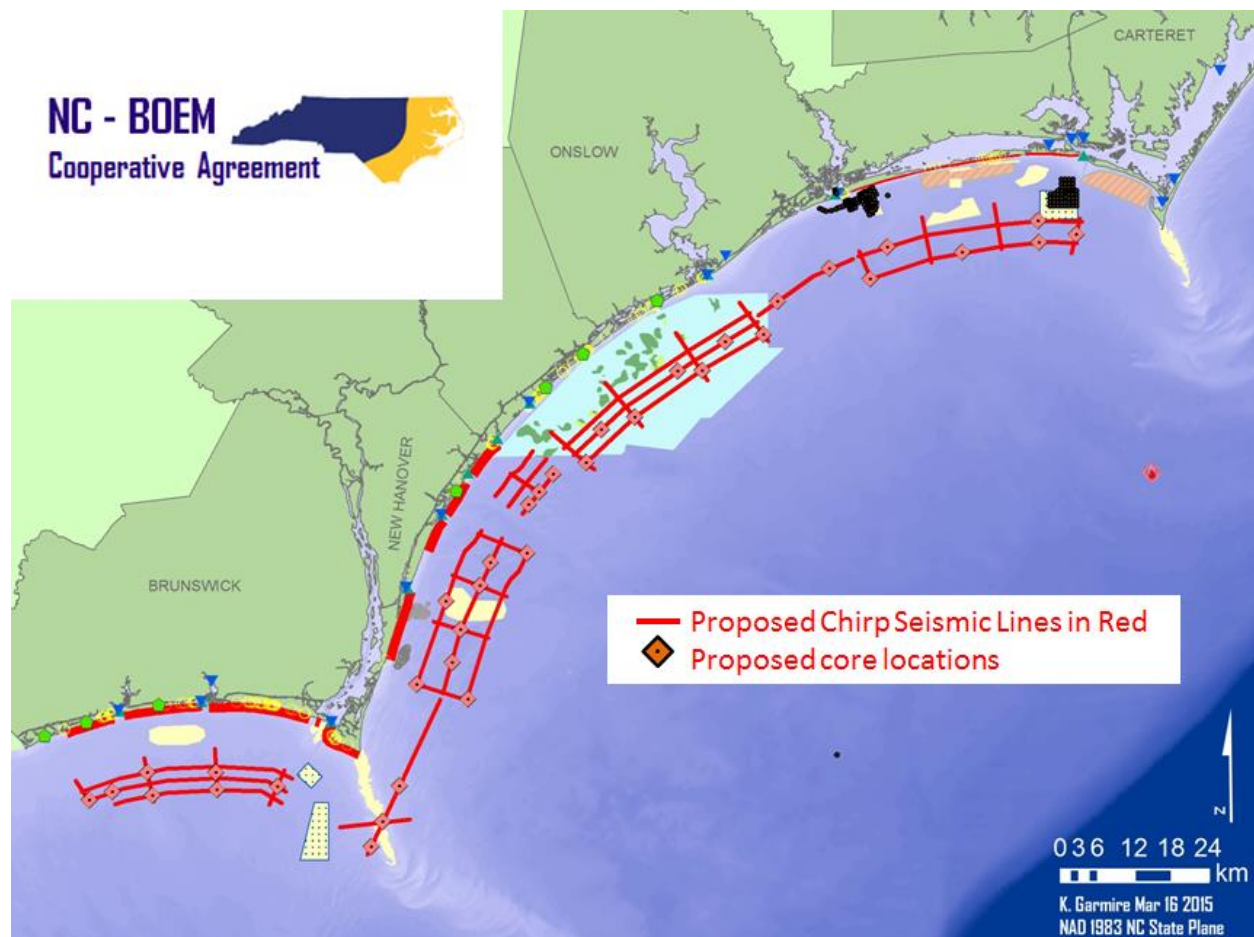 NC - BOEM
Cooperative Agreement
CARTERET
ONSLOW
NEW HANOVER
BRUNSWICK
Proposed Chirp Seismic Lines in Red
Proposed core locations
N
0 3 6 12 18 24
km
K. Garmire Mar 16 2015
NAD 1983 NC State Plane